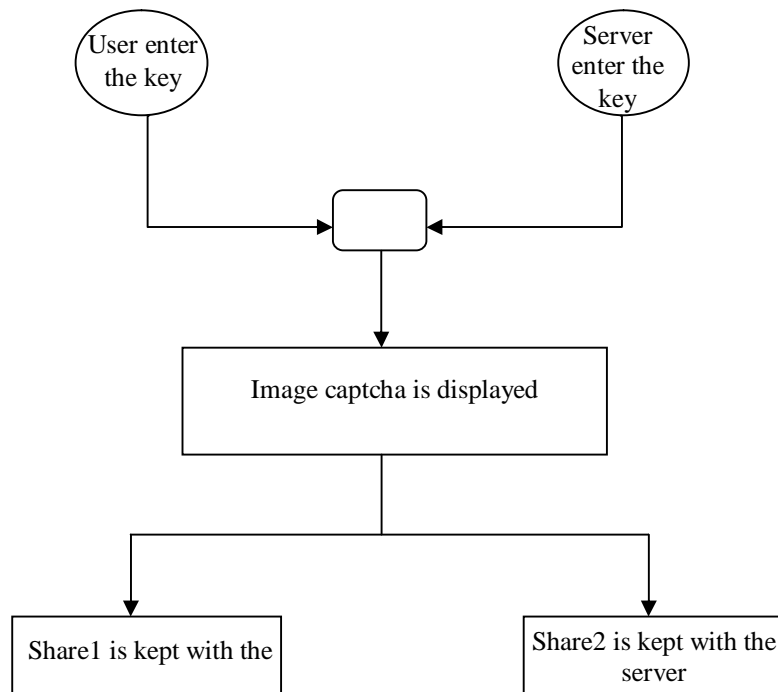 User enter
the key
Server
enter the
key
Image captcha is displayed
Share1 is kept with the
Share2 is kept with the
server